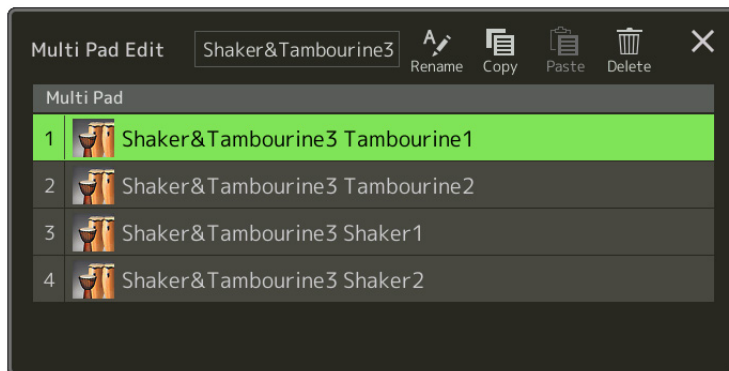 Multi Pad Edit
Shaker&Tambourine3
Rename
Copy
Paste
Delete
Multi Pad
1 Shaker&Tambourine3 Tambourine1
2 Shaker&Tambourine3 Tambourine2
3 Shaker&Tambourine3 Shaker1
4 Shaker&Tambourine3 Shaker2